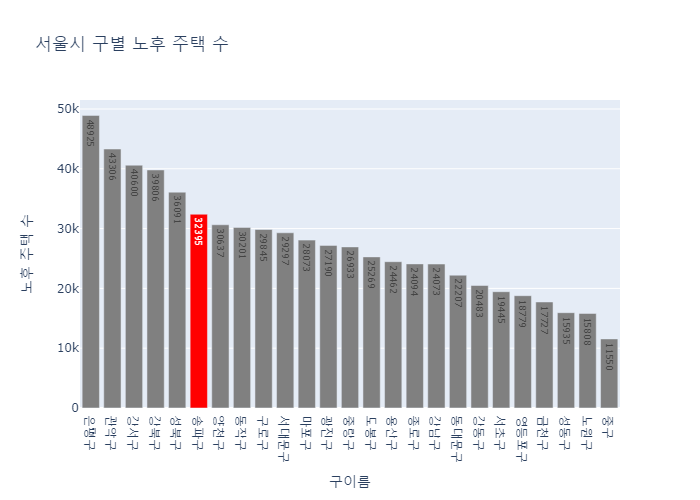 서울시 구별 노후 주택 수
노후 주택 수
50k
40k
30k
20k
10k
0
48925
43306
40600
39806
36091
32395
30637
30201
29845
29297
28073
27190
26933
25269
24462
24094
24073
22207
20483
19445
18779
17727
15935
15808
11550
은평구
관악구
강서구
강북구
성북구
송파구
양천구
동작구
구로구
서대문구
마포구
광진구
중랑구
도봉구
용산구
종로구
강남구
동대문구
강동구
서초구
영등포구
금천구
성동구
노원구
중구
구이름